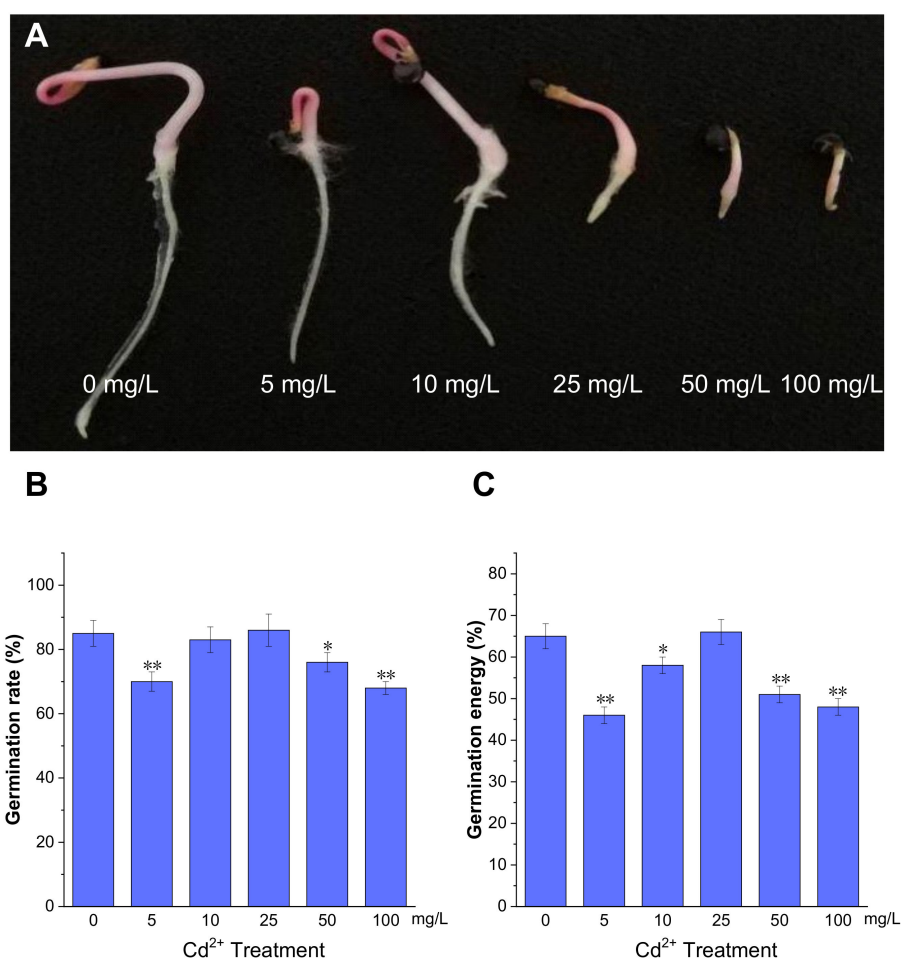 A
0 mg/L 5 mg/L 10 mg/L 25 mg/L 50 mg/L 100 mg/L
B
Germination rate (%)
100
80
60
40
20
0
** * **
0 5 10 25 50 100 mg/L
Cd²⁺ Treatment
C
Germination energy (%)
80
70
60
50
40
30
20
10
0
** * ** **
0 5 10 25 50 100 mg/L
Cd²⁺ Treatment